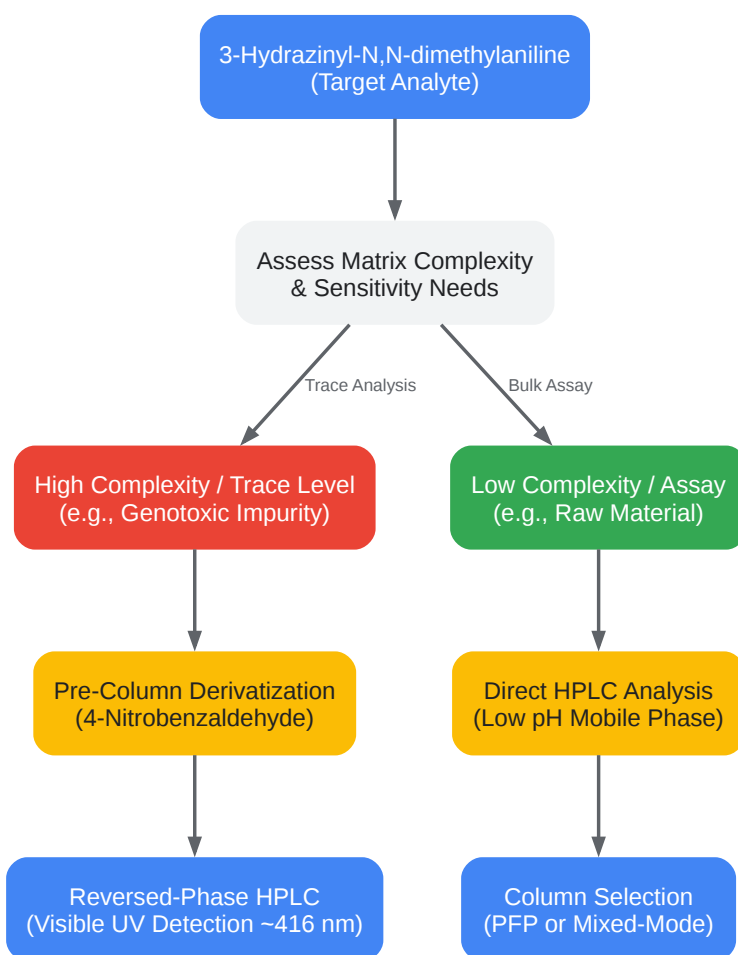 3-Hydrazinyl-N,N-dimethylaniline
(Target Analyte)
Assess Matrix Complexity
& Sensitivity Needs
Trace Analysis
Bulk Assay
High Complexity / Trace Level
(e.g., Genotoxic Impurity)
Low Complexity / Assay
(e.g., Raw Material)
Pre-Column Derivatization
(4-Nitrobenzaldehyde)
Direct HPLC Analysis
(Low pH Mobile Phase)
Reversed-Phase HPLC
(Visible UV Detection ~416 nm)
Column Selection
(PFP or Mixed-Mode)